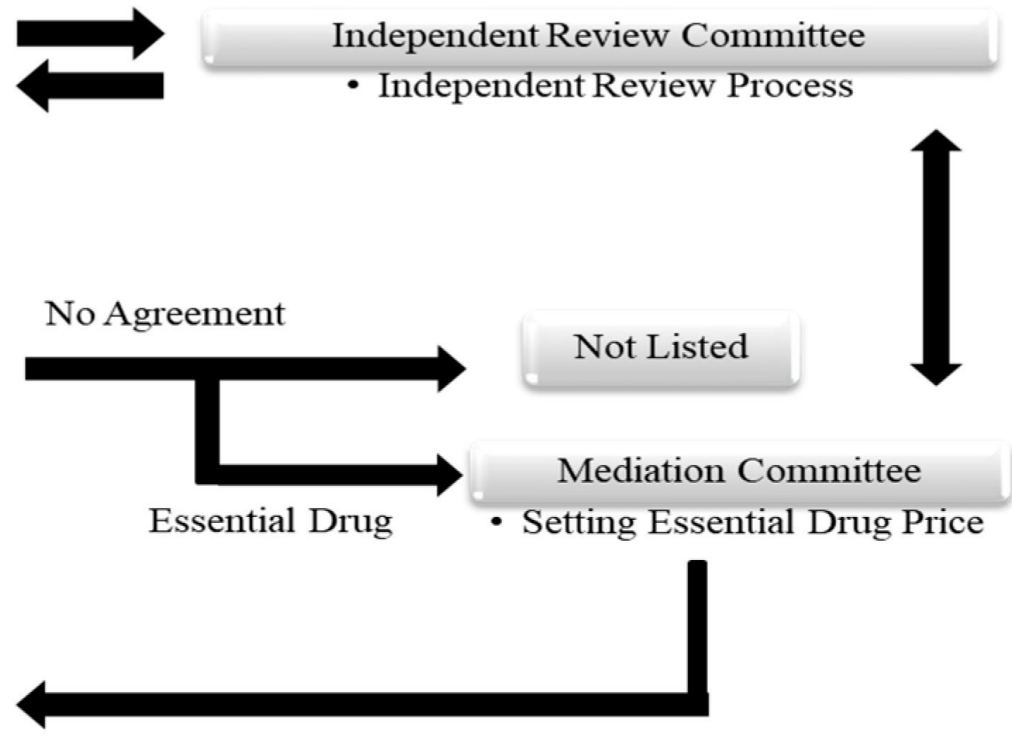 Independent Review Committee
• Independent Review Process
No Agreement
Not Listed
Mediation Committee
Essential Drug
• Setting Essential Drug Price